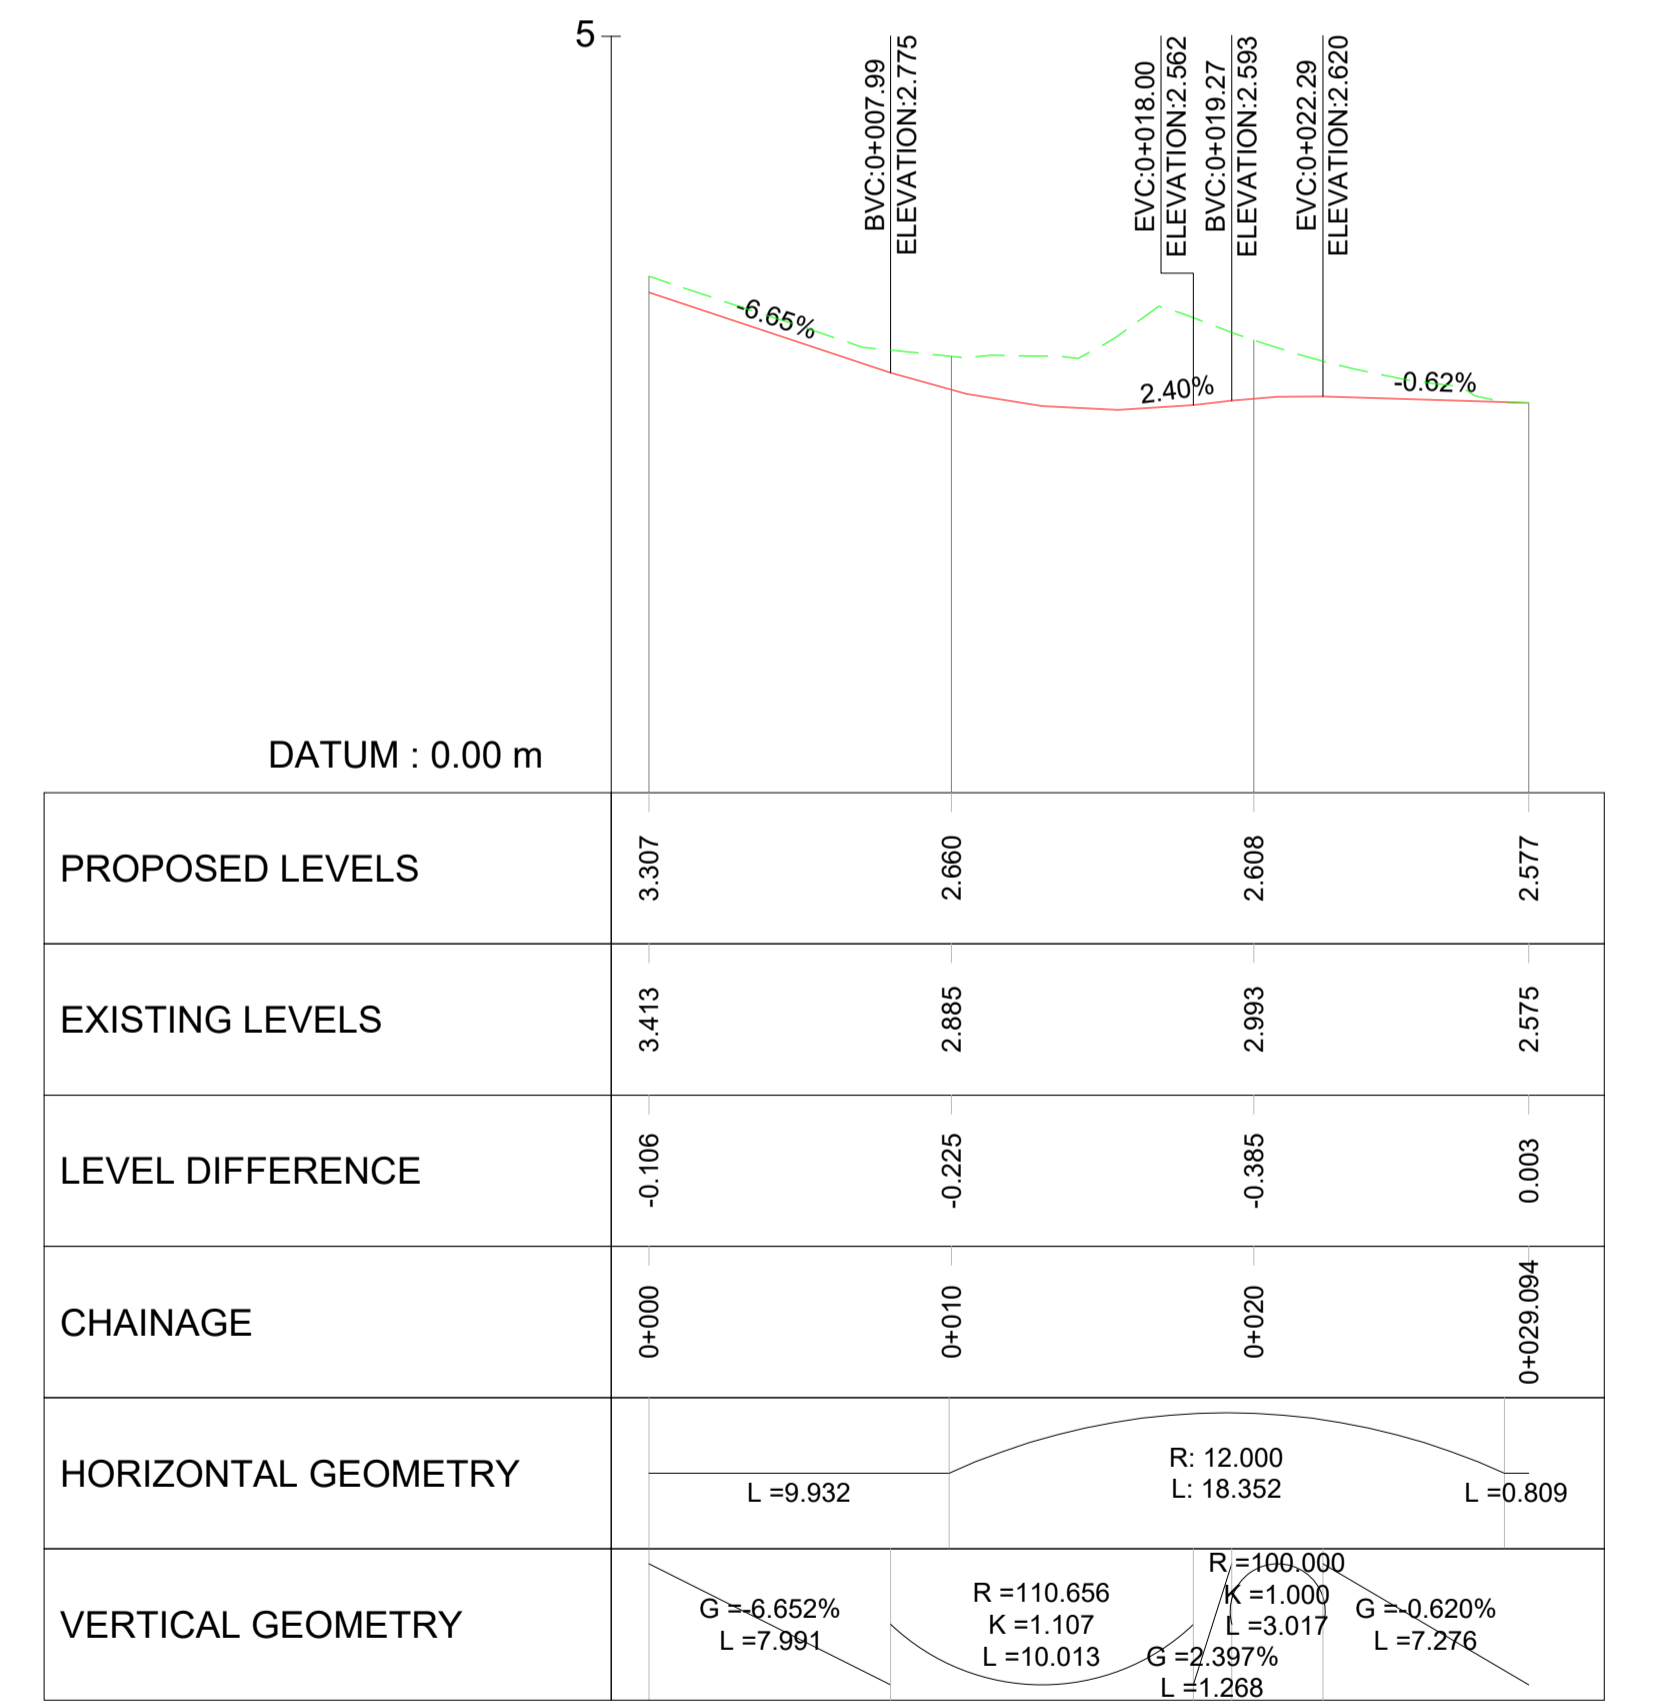 5
BVC:0+007.99
ELEVATION:2.775
EVC:0+018.00
ELEVATION:2.562
BVC:0+019.27
ELEVATION:2.593
EVC:0+022.29
ELEVATION:2.620
-6.65%
2.40%
-0.62%
DATUM : 0.00 m
PROPOSED LEVELS
3.307
2.660
2.608
2.577
EXISTING LEVELS
3.413
2.885
2.993
2.575
LEVEL DIFFERENCE
-0.106
-0.225
-0.385
0.003
CHAINAGE
0+000
0+010
0+020
0+029.094
HORIZONTAL GEOMETRY
L =9.932
R: 12.000
L: 18.352
L =0.809
VERTICAL GEOMETRY
G =-6.652%
L =7.991
R =110.656
K =1.107
L =10.013
G =2.397%
L =1.268
R =100.000
K =1.000
L =3.017
G =-0.620%
L =7.276